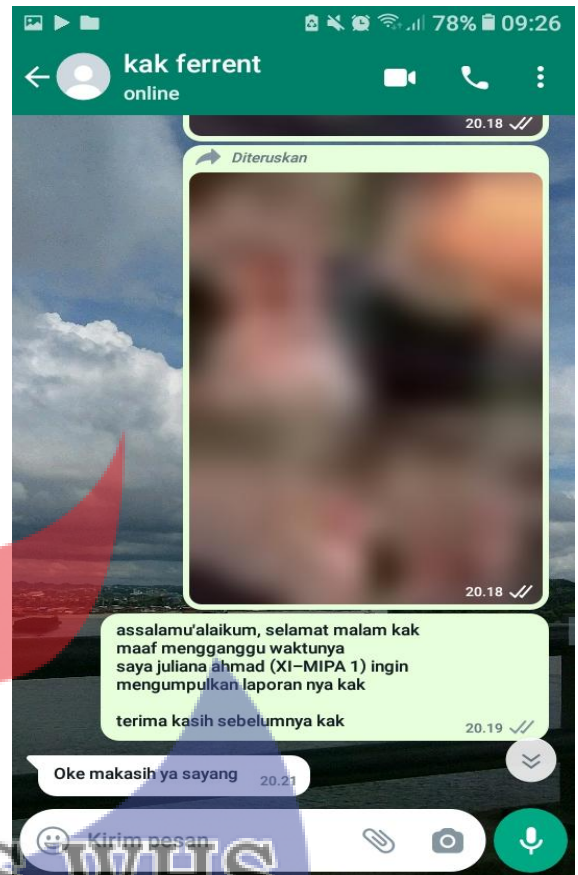 78% 09:26
kak ferrent
online
20.18
Diteruskan
20.18
assalamu'alaikum, selamat malam kak
maaf mengganggu waktunya
saya juliana ahmad (XI–MIPA 1) ingin
mengumpulkan laporan nya kak
terima kasih sebelumnya kak
20.19
Oke makasih ya sayang 20.21
Kirim pesan
WHS